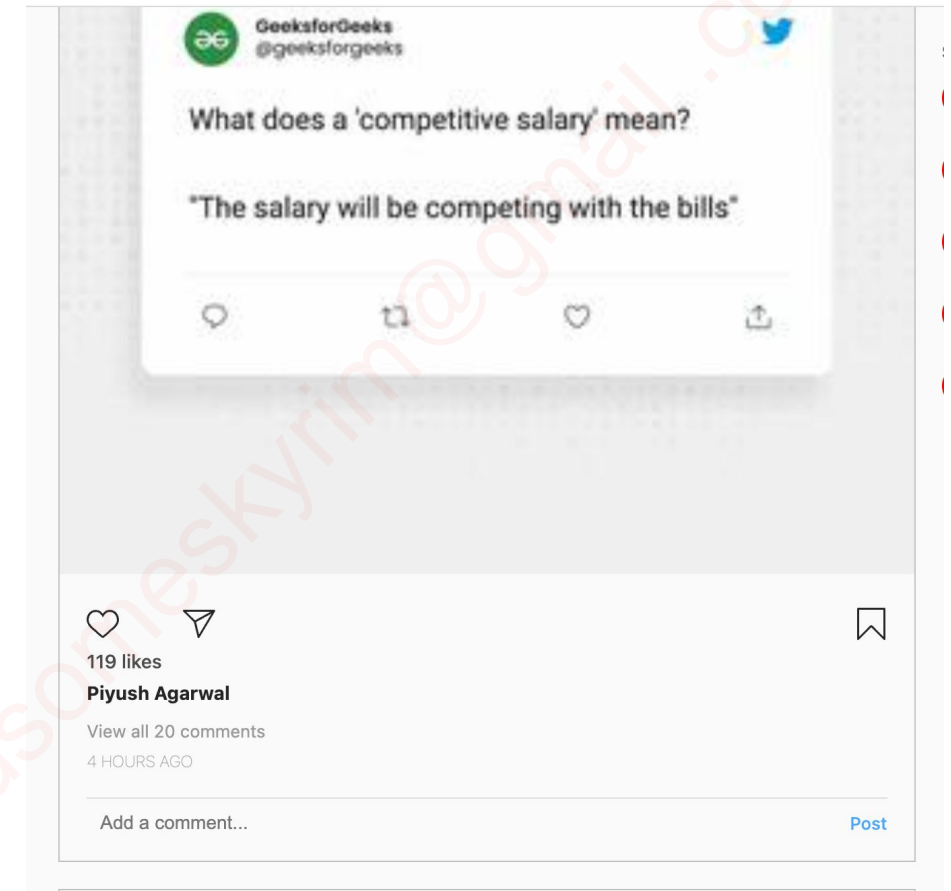 GeeksforGeeks
@geeksforgeeks
What does a 'competitive salary' mean?
"The salary will be competing with the bills"
119 likes
Piyush Agarwal
View all 20 comments
4 HOURS AGO
Add a comment...
Post